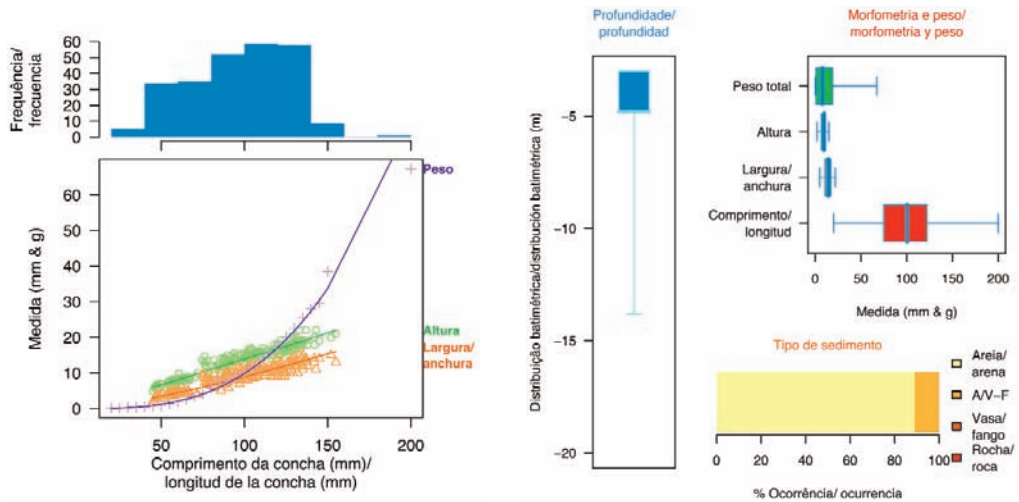 Frequência/
frecuencia
60
50
40
30
20
10
0
Medida (mm & g)
60
50
40
30
20
10
0
Peso
Altura
Largura/
anchura
50
100
150
200
Comprimento da concha (mm)/
longitud de la concha (mm)
Profundidade/
profundidad
Distribuição batimétrica/distribución batimétrica (m)
−5
−10
−15
−20
Morfometria e peso/
morfometria y peso
Peso total
Altura
Largura/
anchura
Comprimento/
longitud
0
50
100
150
200
Medida (mm & g)
Tipo de sedimento
0
20
40
60
80
100
% Ocorrência/ ocurrencia
Areia/
arena
A/V−F
Vasa/
fango
Rocha/
roca